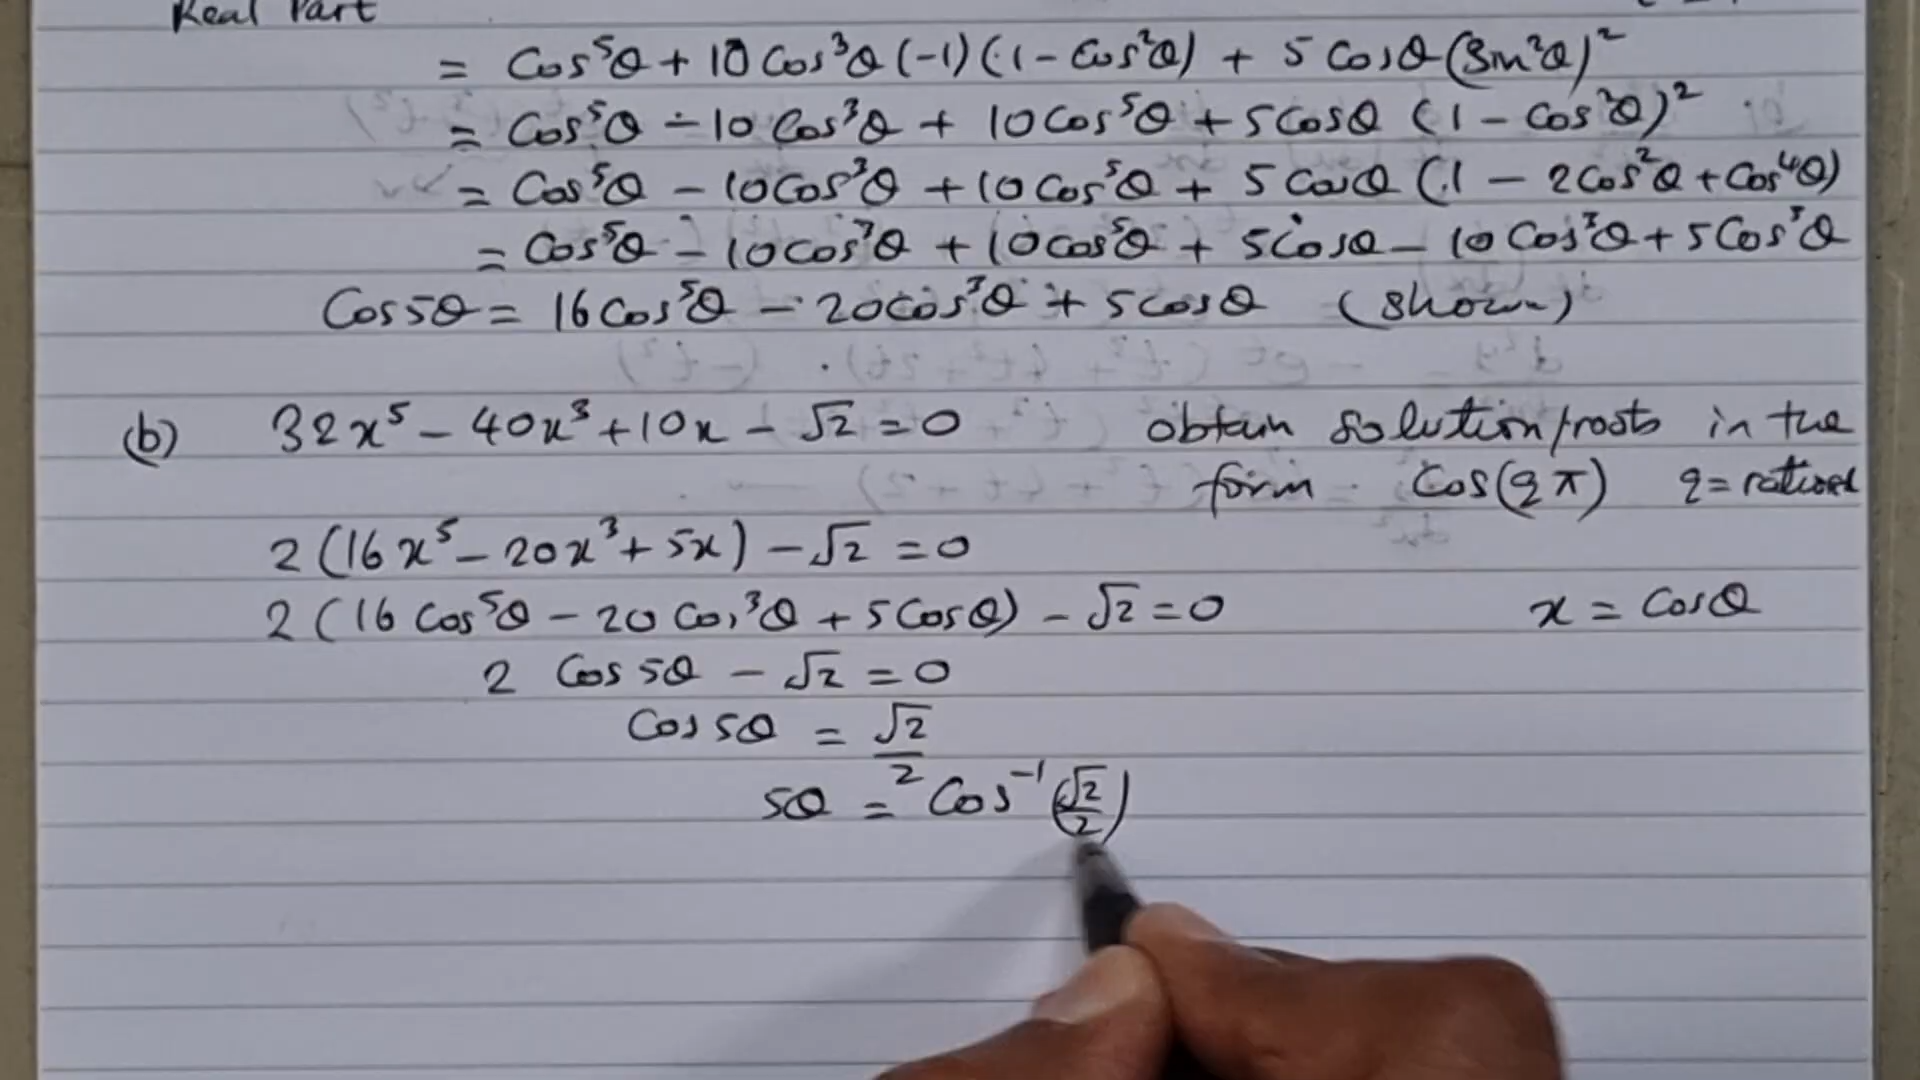 Real Part
= Cos⁵θ + 10 Cos³θ (-1) (1 - Cos²θ) + 5 Cosθ (Sin²θ)²
= Cos⁵θ - 10 Cos³θ + 10 Cos⁵θ + 5 Cosθ (1 - Cos²θ)²
= Cos⁵θ - 10 Cos³θ + 10 Cos⁵θ + 5 Cosθ (1 - 2Cos²θ + Cos⁴θ)
= Cos⁵θ - 10 Cos³θ + 10 Cos⁵θ + 5 Cosθ - 10 Cos³θ + 5 Cos⁵θ
Cos5θ = 16 Cos⁵θ - 20 Cos³θ + 5 Cosθ (Shown)
(b) 32x⁵ - 40x³ + 10x - √2 = 0 obtain solution/roots in the
form Cos(qπ) q = rational
2 (16x⁵ - 20x³ + 5x) - √2 = 0
2 (16 Cos⁵θ - 20 Cos³θ + 5 Cosθ) - √2 = 0 x = Cosθ
2 Cos 5θ - √2 = 0
Cos 5θ = √2/2
5θ = Cos⁻¹(√2/2)